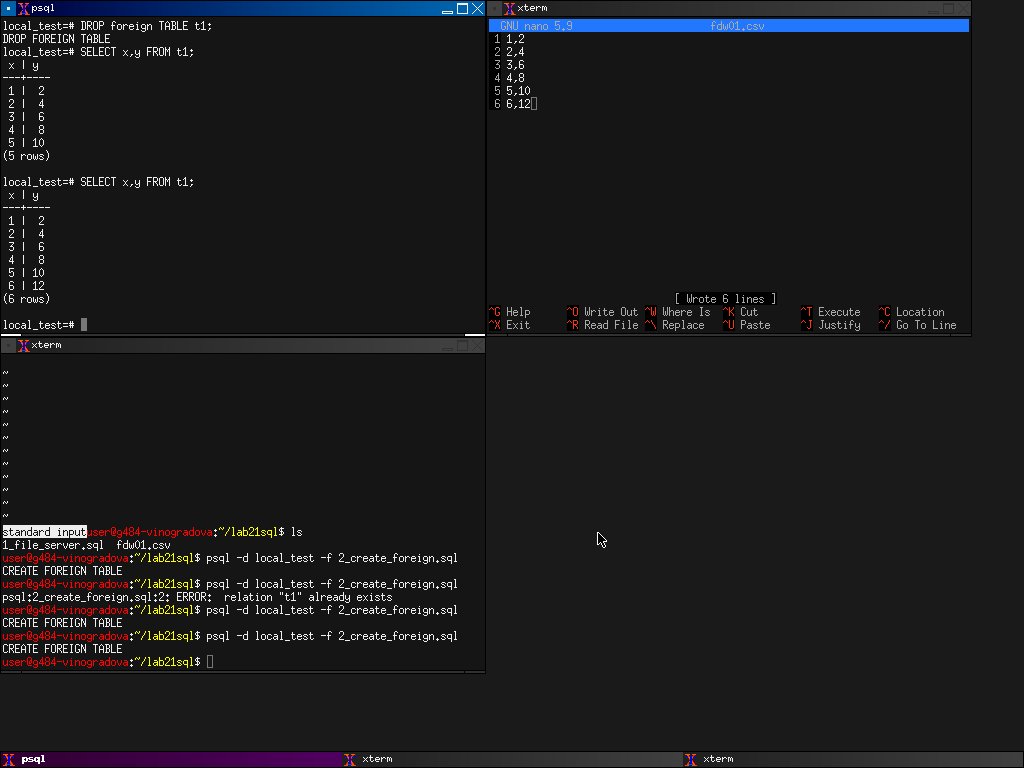 psql
local_test=# DROP foreign TABLE t1;
DROP FOREIGN TABLE
local_test=# SELECT x,y FROM t1;
 x | y
---+----
 1 |  2
 2 |  4
 3 |  6
 4 |  8
 5 | 10
(5 rows)
local_test=# SELECT x,y FROM t1;
 x | y
---+----
 1 |  2
 2 |  4
 3 |  6
 4 |  8
 5 | 10
 6 | 12
(6 rows)
local_test=#
xterm
GNU nano 5.9 fdw01.csv
1 1,2
2 2,4
3 3,6
4 4,8
5 5,10
6 6,12
[ Wrote 6 lines ]
^G Help ^O Write Out ^W Where Is ^K Cut ^T Execute ^C Location
^X Exit ^R Read File ^\ Replace ^U Paste ^J Justify ^/ Go To Line
xterm
~
~
~
~
~
~
~
~
~
~
~
~
standard inputuser@g484-vinogradova:~/lab21sql$ ls
1_file_server.sql  fdw01.csv
user@g484-vinogradova:~/lab21sql$ psql -d local_test -f 2_create_foreign.sql
CREATE FOREIGN TABLE
user@g484-vinogradova:~/lab21sql$ psql -d local_test -f 2_create_foreign.sql
psql:2_create_foreign.sql:2: ERROR:  relation "t1" already exists
user@g484-vinogradova:~/lab21sql$ psql -d local_test -f 2_create_foreign.sql
CREATE FOREIGN TABLE
user@g484-vinogradova:~/lab21sql$ psql -d local_test -f 2_create_foreign.sql
CREATE FOREIGN TABLE
user@g484-vinogradova:~/lab21sql$
psql
xterm
xterm